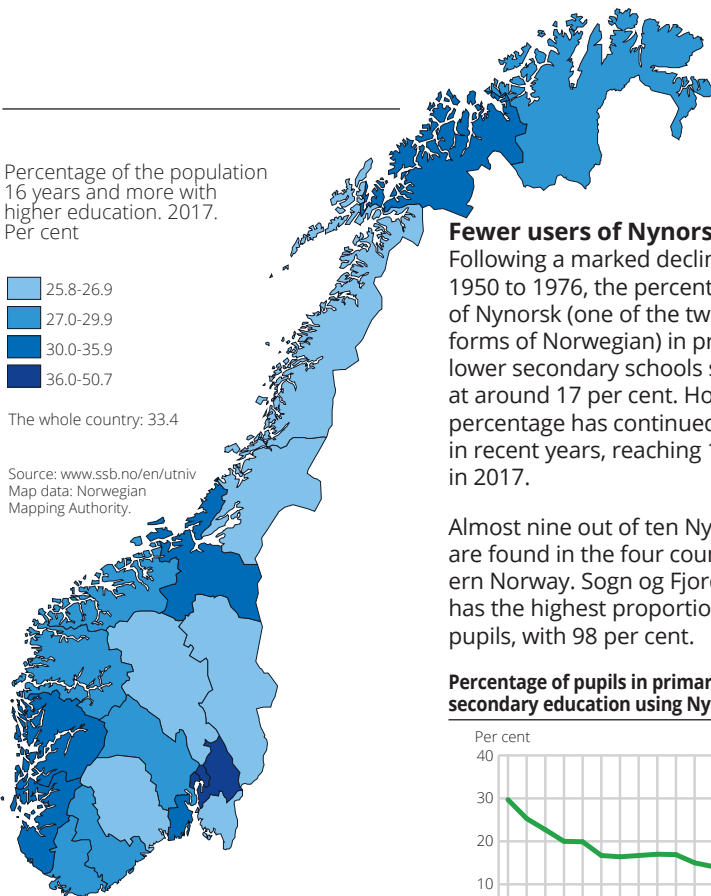 Percentage of the population
16 years and more with
higher education. 2017.
Per cent
25.8-26.9
27.0-29.9
30.0-35.9
36.0-50.7
The whole country: 33.4
Source: www.ssb.no/en/utniv
Map data: Norwegian
Mapping Authority.
Fewer users of Nynors
Following a marked declin
1950 to 1976, the percent
of Nynorsk (one of the tw
forms of Norwegian) in pr
lower secondary schools s
at around 17 per cent. Ho
percentage has continued
in recent years, reaching 1
in 2017.
Almost nine out of ten Ny
are found in the four coun
ern Norway. Sogn og Fjor
has the highest proportio
pupils, with 98 per cent.
Percentage of pupils in primar
secondary education using Ny
Per cent
40
30
20
10